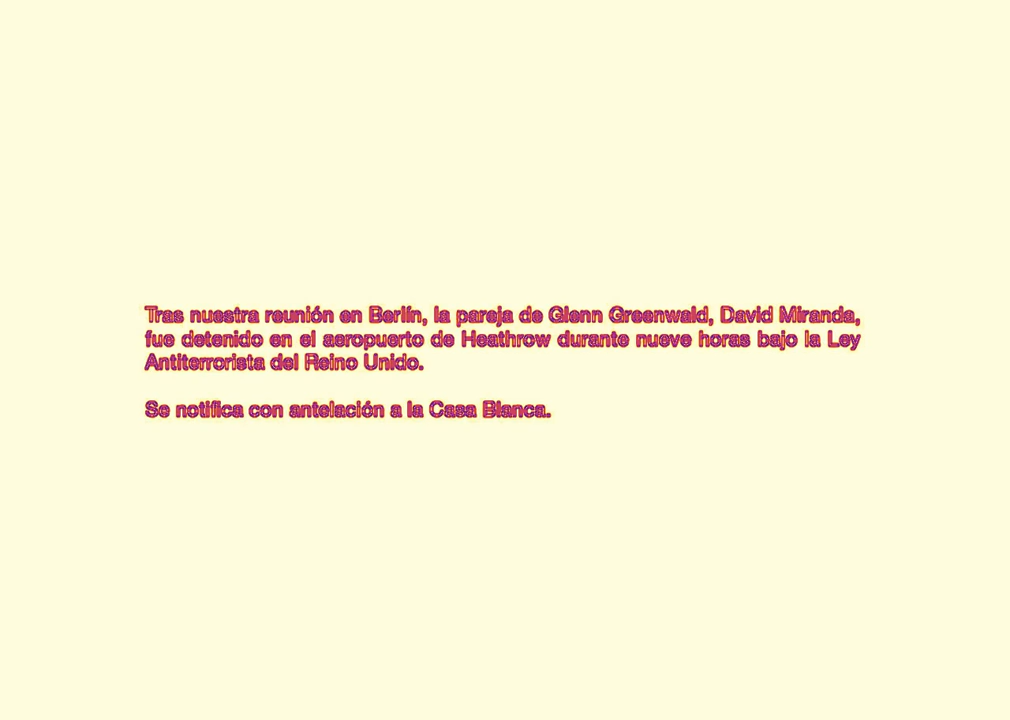 Tras nuestra reunión en Berlín, la pareja de Glenn Greenwald, David Miranda,
fue detenido en el aeropuerto de Heathrow durante nueve horas bajo la Ley
Antiterrorista del Reino Unido.
Se notifica con antelación a la Casa Blanca.